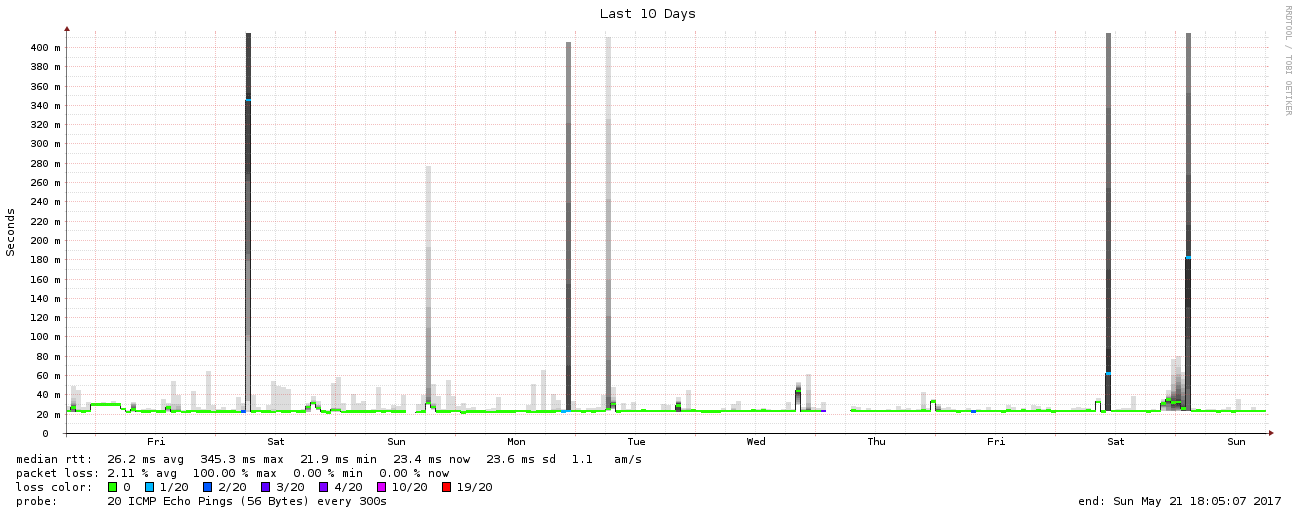 Last 10 Days
RRDTOOL / TOBI OETIKER
Seconds
400 m
380 m
360 m
340 m
320 m
300 m
280 m
260 m
240 m
220 m
200 m
180 m
160 m
140 m
120 m
100 m
80 m
60 m
40 m
20 m
0
Fri Sat Sun Mon Tue Wed Thu Fri Sat Sun
median rtt: 26.2 ms avg 345.3 ms max 21.9 ms min 23.4 ms now 23.6 ms sd 1.1 am/s
packet loss: 2.11 % avg 100.00 % max 0.00 % min 0.00 % now
loss color: 0 1/20 2/20 3/20 4/20 10/20 19/20
probe: 20 ICMP Echo Pings (56 Bytes) every 300s end: Sun May 21 18:05:07 2017